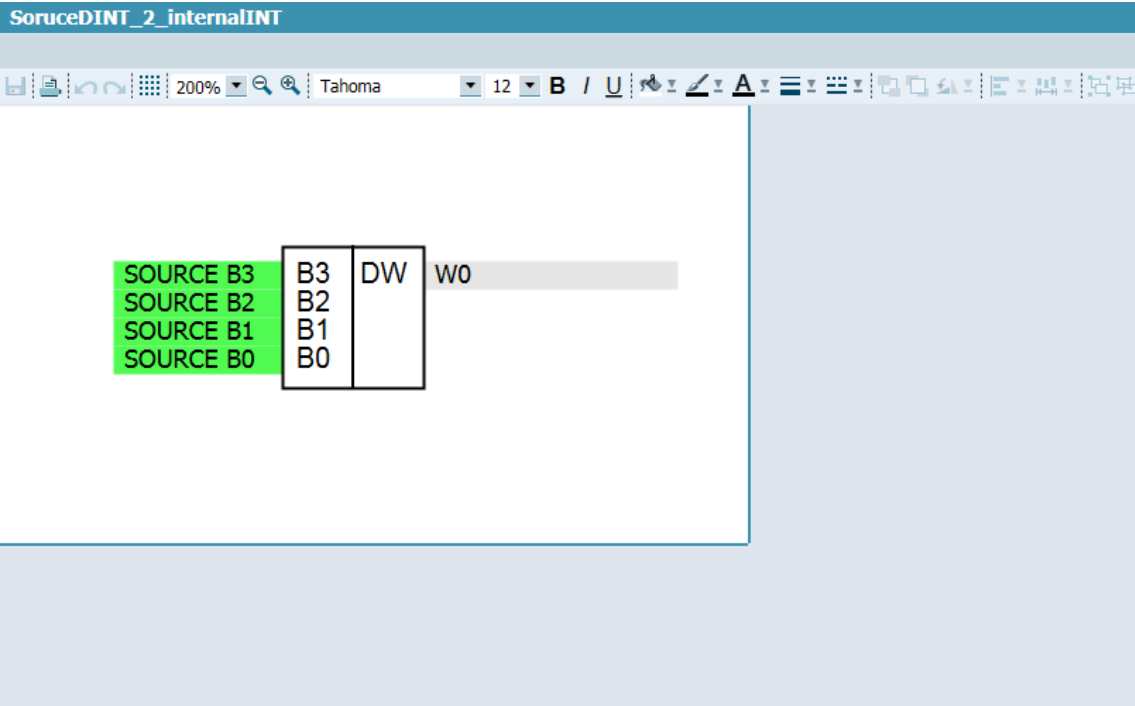 SoruceDINT_2_internalINT
200% Tahoma 12 B I U A
SOURCE B3 B3 DW W0
SOURCE B2 B2
SOURCE B1 B1
SOURCE B0 B0